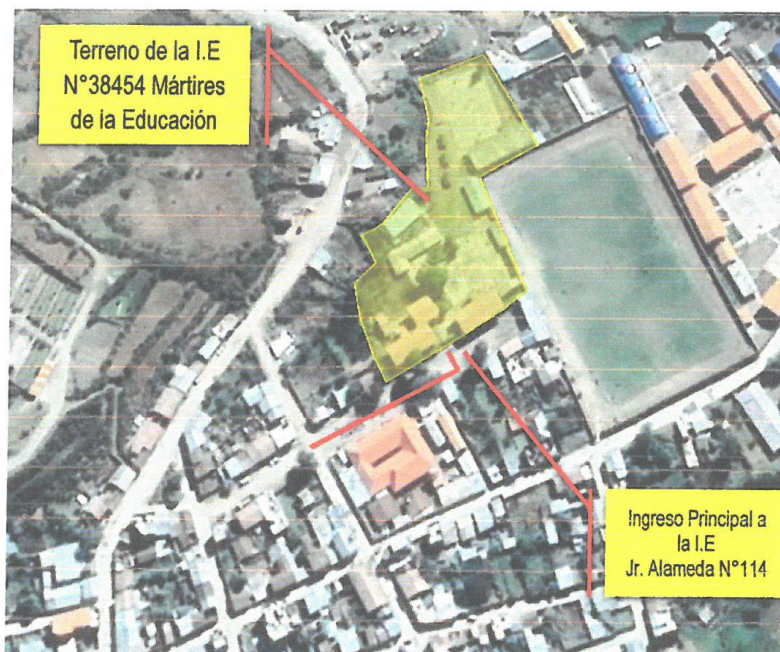 Terreno de la I.E
N°38454 Mártires
de la Educación
Ingreso Principal a
la I.E
Jr. Alameda N°114